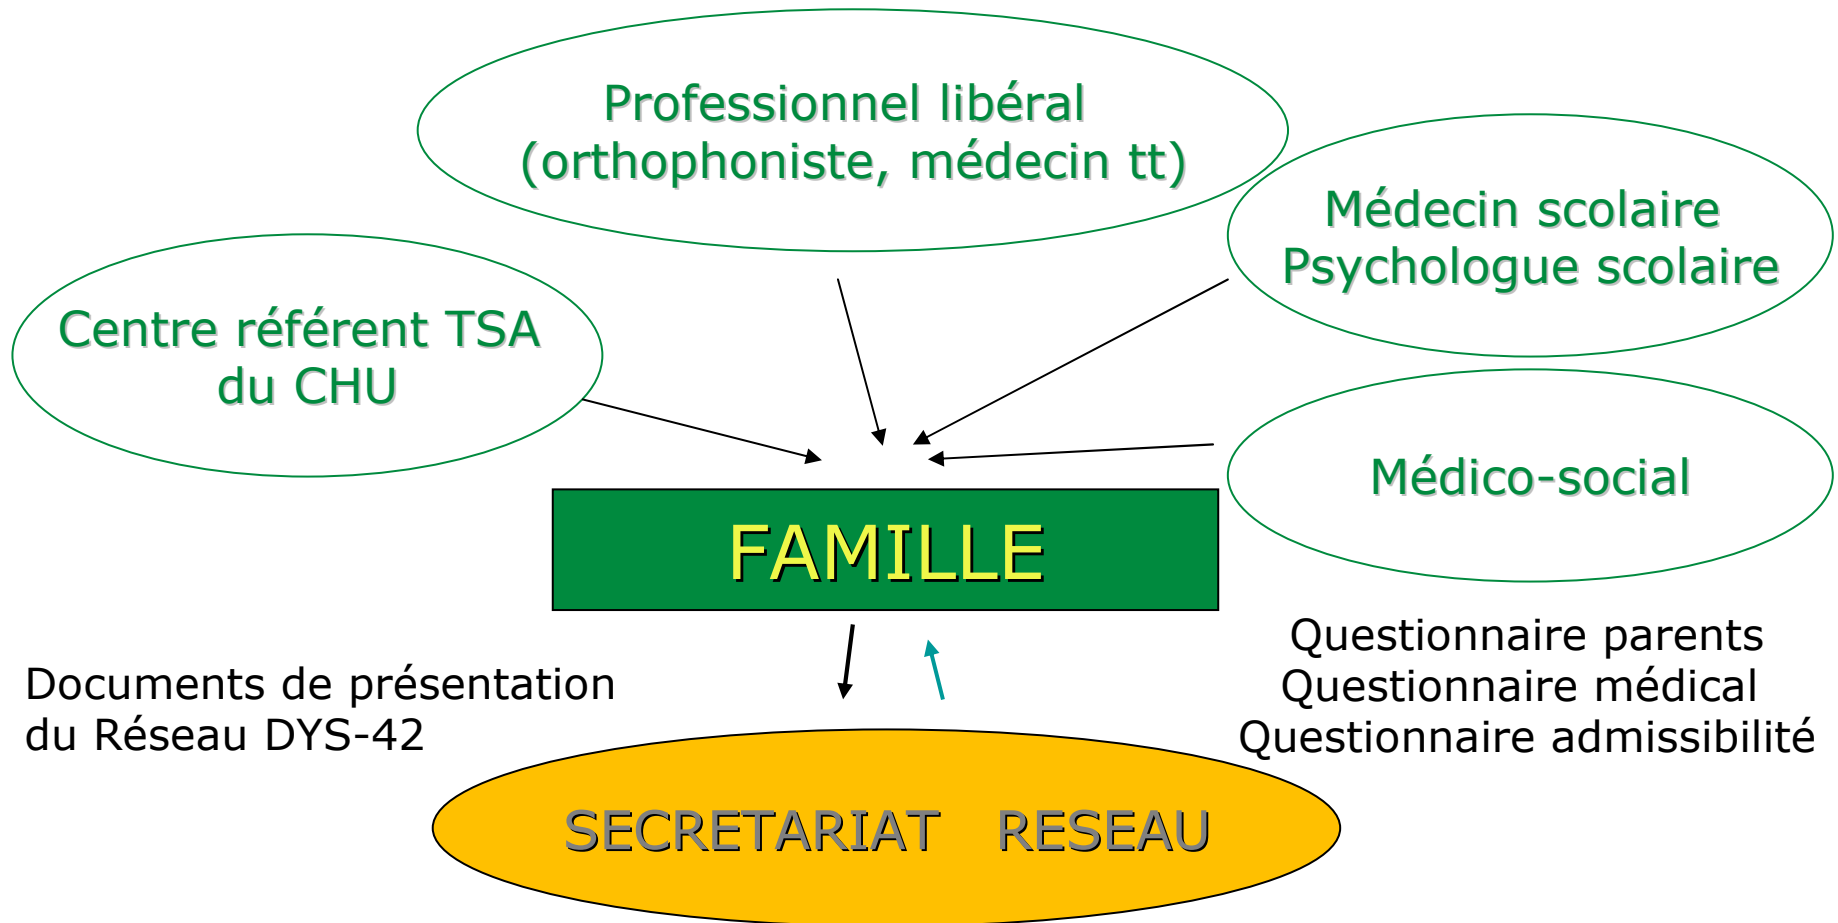 Professionnel libéral
(orthophoniste, médecin tt)
Médecin scolaire
Psychologue scolaire
Centre référent TSA
du CHU
Médico-social
FAMILLE
Documents de présentation
du Réseau DYS-42
Questionnaire parents
Questionnaire médical
Questionnaire admissibilité
SECRETARIAT RESEAU